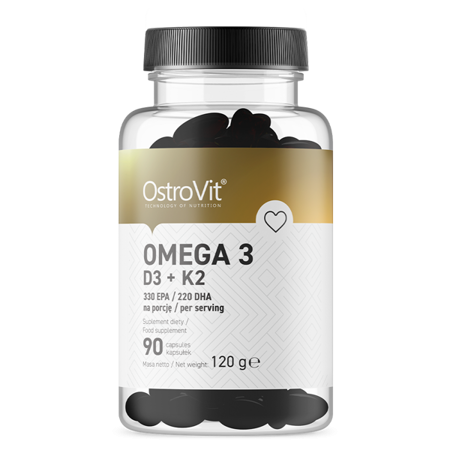 OstroVit®
TECHNOLOGY OF NUTRITION
OMEGA 3
D3 + K2
330 EPA / 220 DHA
na porcję / per serving
Suplement diety /
Food supplement
90 capsules
kapsułek
Masa netto / Net weight: 120 g℮